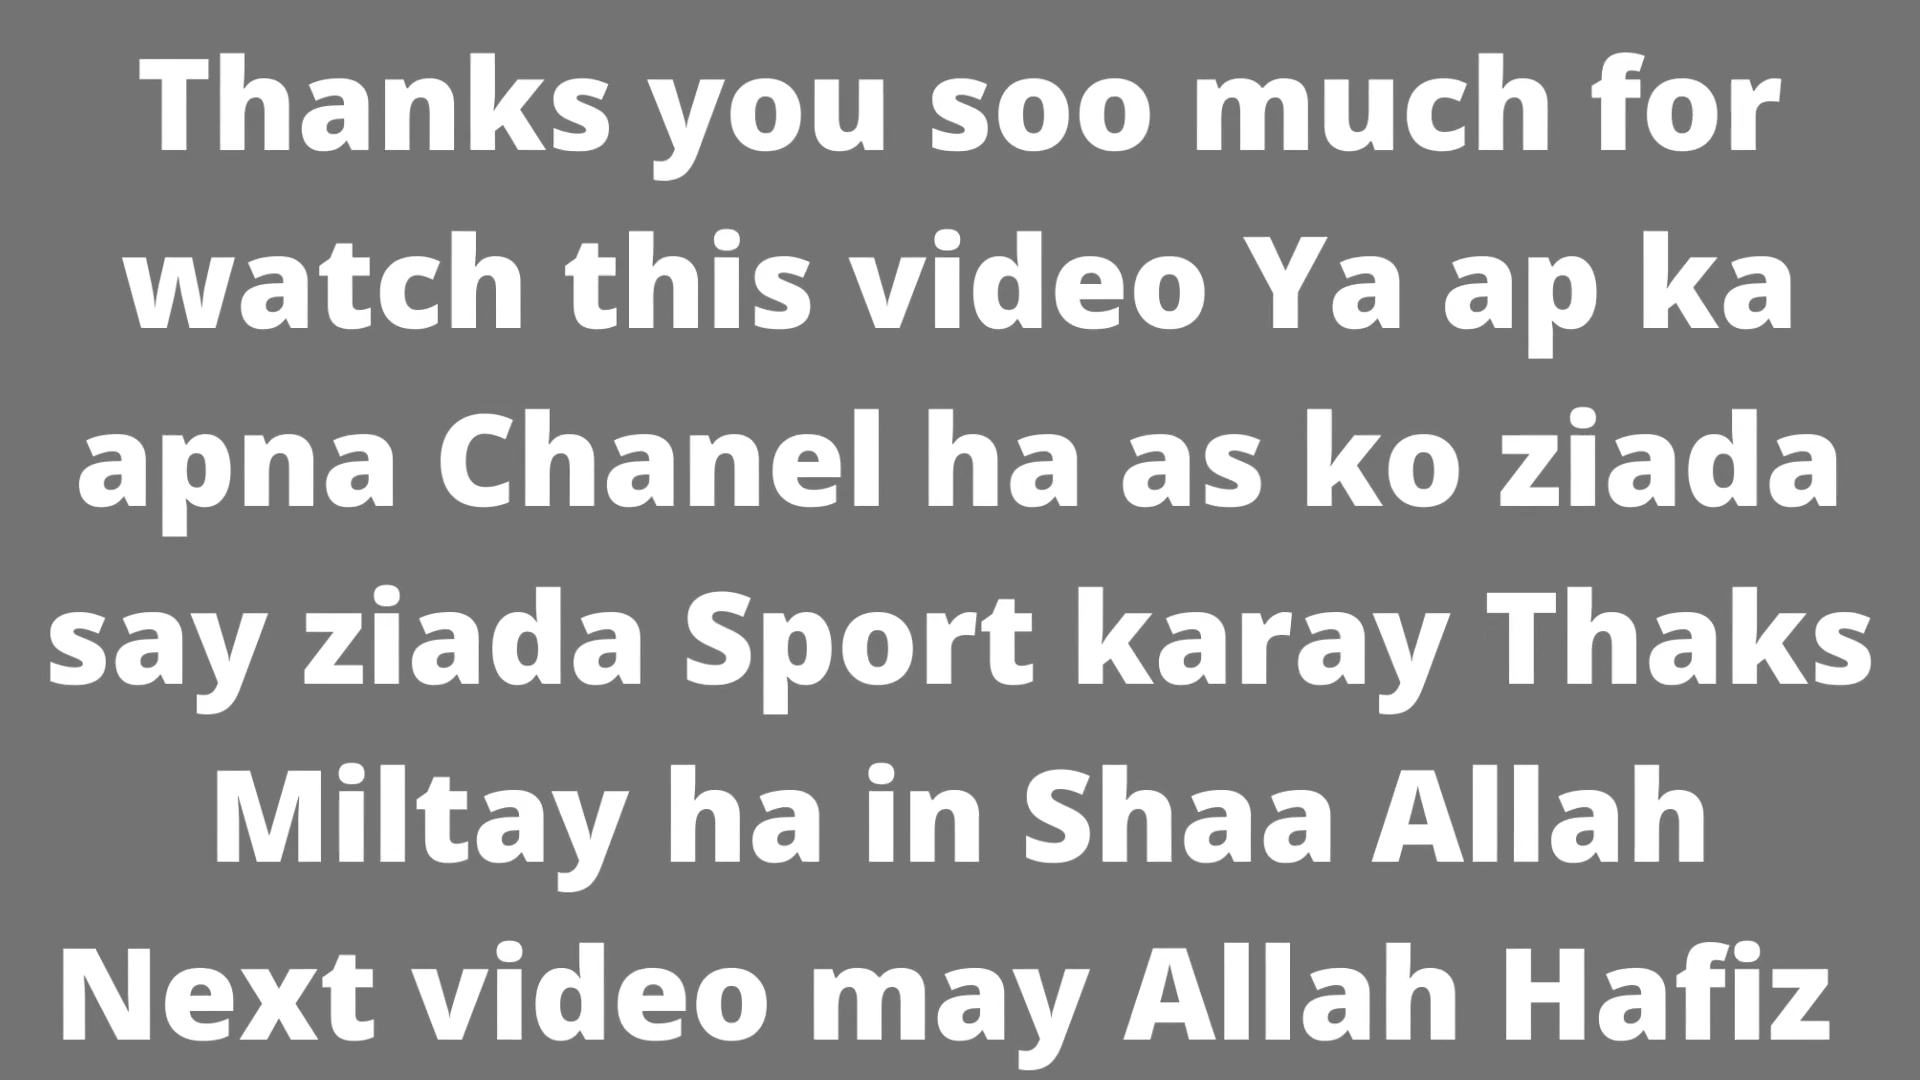 Thanks you soo much for
watch this video Ya ap ka
apna Chanel ha as ko ziada
say ziada Sport karay Thaks
Miltay ha in Shaa Allah
Next video may Allah Hafiz